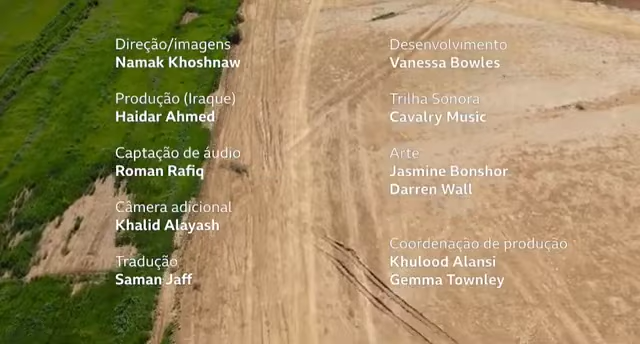 Direção/imagens
Namak Khoshnaw
Produção (Iraque)
Haidar Ahmed
Captação de áudio
Roman Rafiq
Câmera adicional
Khalid Alayash
Tradução
Saman Jaff
Desenvolvimento
Vanessa Bowles
Trilha Sonora
Cavalry Music
Arte
Jasmine Bonshor
Darren Wall
Coordenação de produção
Khulood Alansi
Gemma Townley